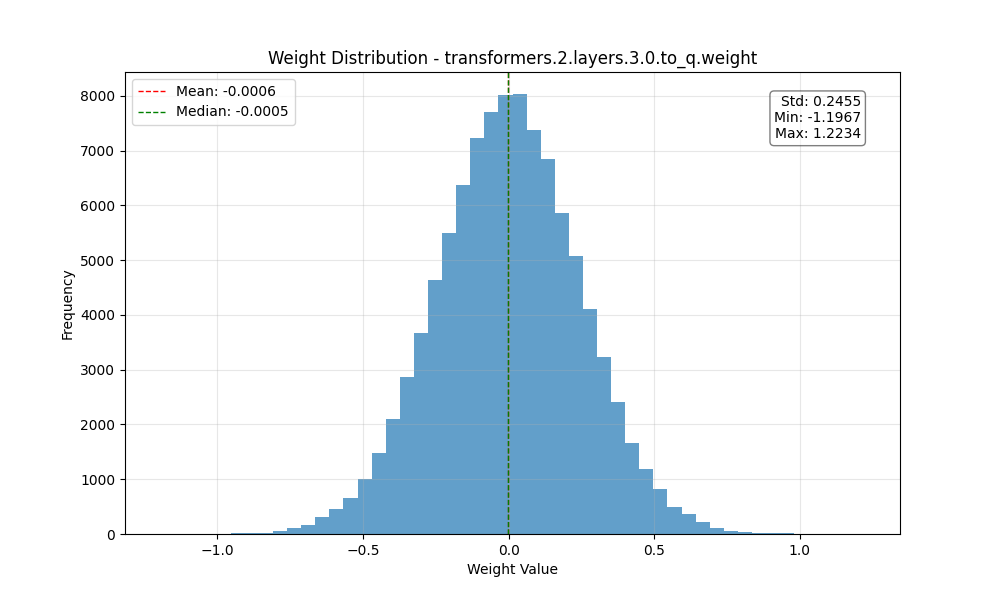 Weight Distribution - transformers.2.layers.3.0.to_q.weight
Mean: -0.0006
Median: -0.0005
Std: 0.2455
Min: -1.1967
Max: 1.2234
8000
7000
6000
5000
4000
3000
2000
1000
0
Frequency
−1.0 −0.5 0.0 0.5 1.0
Weight Value